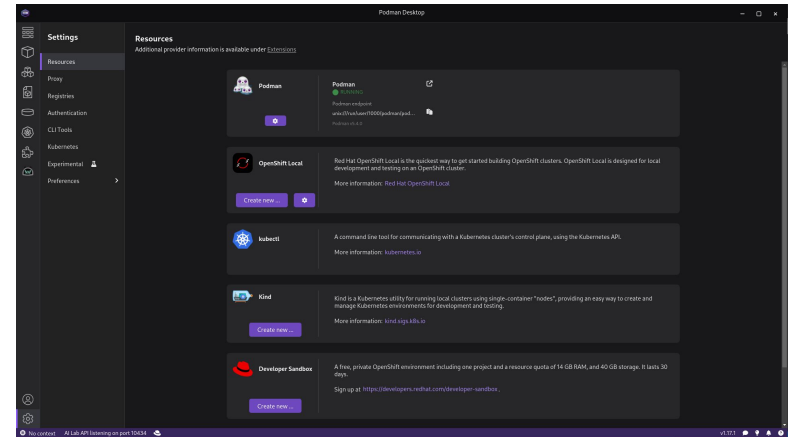 Podman Desktop
Settings
Resources
Proxy
Registries
Authentication
CLI Tools
Kubernetes
Experimental
Preferences
Resources
Additional provider information is available under Extensions
Podman
Podman
RUNNING
Podman endpoint
unix:///run/user/1000/podman/pod...
OpenShift Local
Create new ...
Red Hat OpenShift Local is the quickest way to get started building OpenShift clusters. OpenShift Local is designed for local
development and testing on an OpenShift cluster.
More information: Red Hat OpenShift Local
kubectl
A command line tool for communicating with a Kubernetes cluster's control plane, using the Kubernetes API.
More information: kubernetes.io
Kind
Create new ...
Kind is a Kubernetes utility for running local clusters using single-container "nodes", providing an easy way to create and
manage Kubernetes environments for development and testing.
More information: kind.sigs.k8s.io
Developer Sandbox
Create new ...
A free, private OpenShift environment including one project and a resource quota of 14 GB RAM, and 40 GB storage. It lasts 30
days.
Sign up at https://developers.redhat.com/developer-sandbox .
No context AI Lab API listening on port 10434
v1.17.1